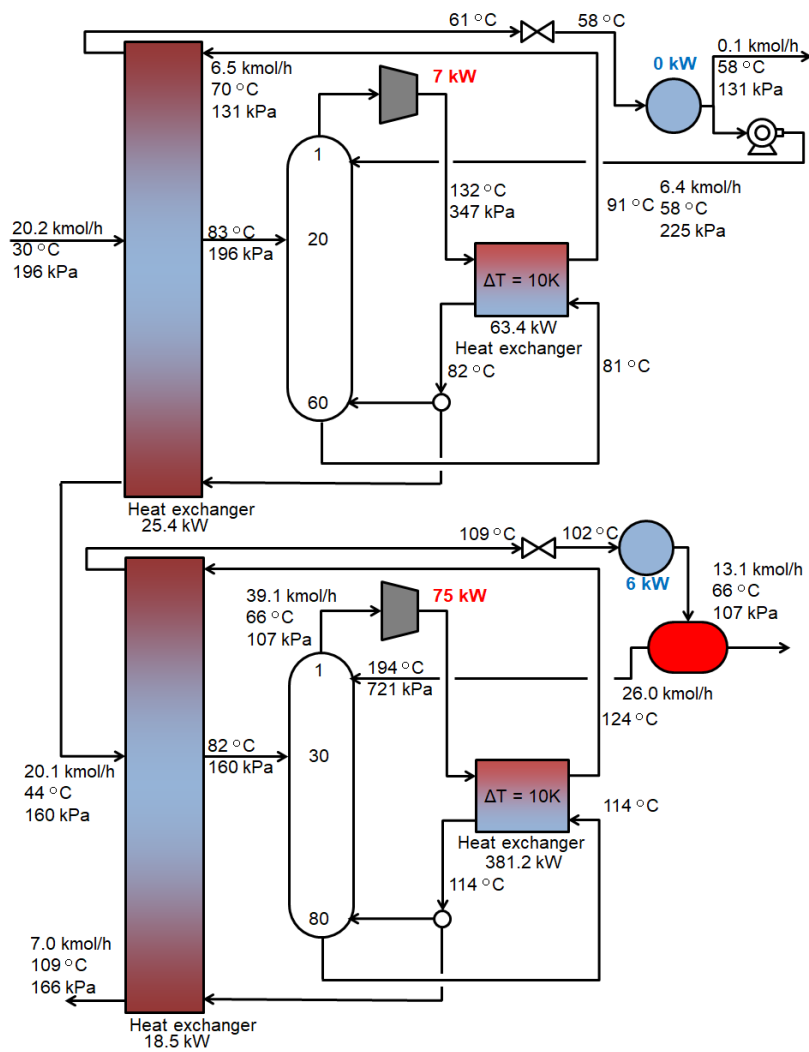 61 °C
58 °C
0 kW
0.1 kmol/h
58 °C
131 kPa
6.5 kmol/h
70 °C
131 kPa
7 kW
1
132 °C
347 kPa
91 °C
6.4 kmol/h
58 °C
225 kPa
20.2 kmol/h
30 °C
196 kPa
83 °C
196 kPa
20
ΔT = 10K
63.4 kW
Heat exchanger
82 °C
81 °C
60
Heat exchanger
25.4 kW
109 °C
102 °C
6 kW
13.1 kmol/h
66 °C
107 kPa
39.1 kmol/h
66 °C
107 kPa
75 kW
1
194 °C
721 kPa
26.0 kmol/h
124 °C
20.1 kmol/h
44 °C
160 kPa
82 °C
160 kPa
30
ΔT = 10K
114 °C
Heat exchanger
381.2 kW
114 °C
80
7.0 kmol/h
109 °C
166 kPa
Heat exchanger
18.5 kW